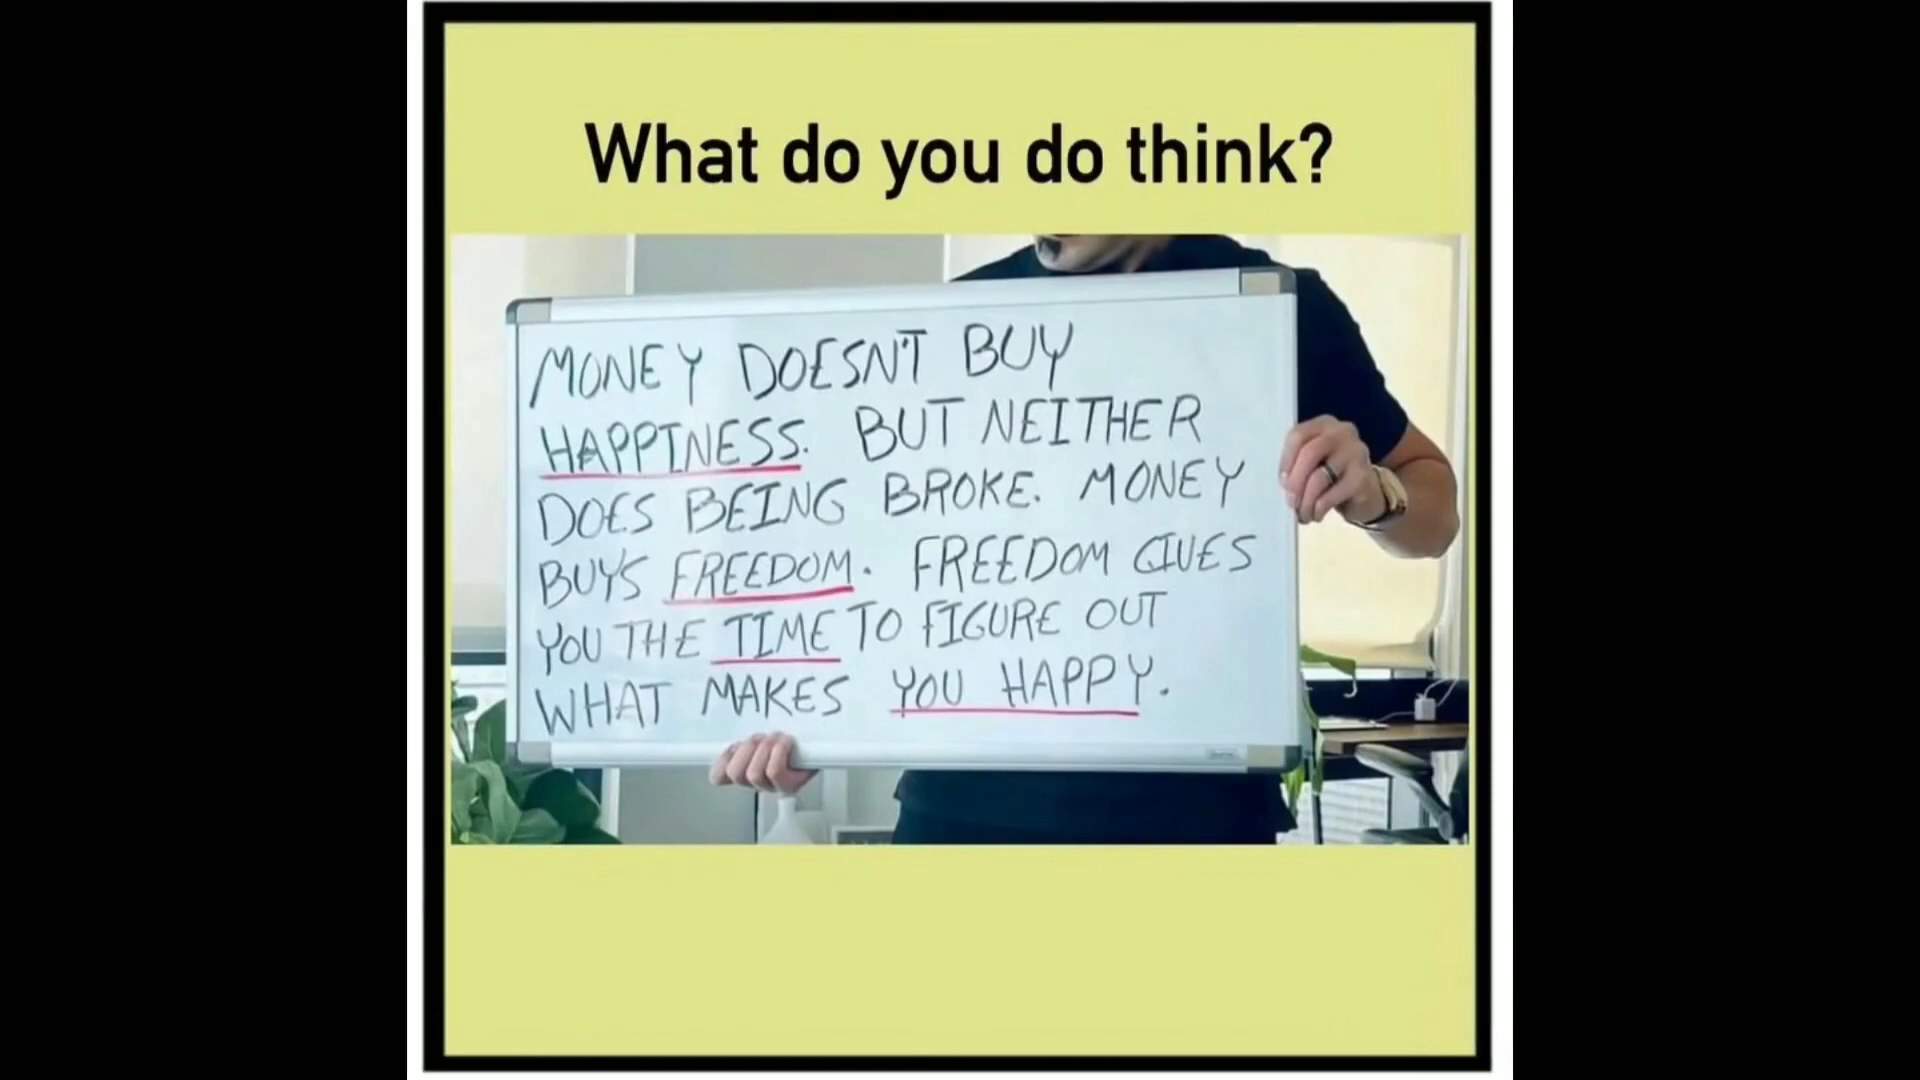 What do you do think?
MONEY DOESN'T BUY
HAPPINESS. BUT NEITHER
DOES BEING BROKE. MONEY
BUYS FREEDOM. FREEDOM GIVES
YOU THE TIME TO FIGURE OUT
WHAT MAKES YOU HAPPY.